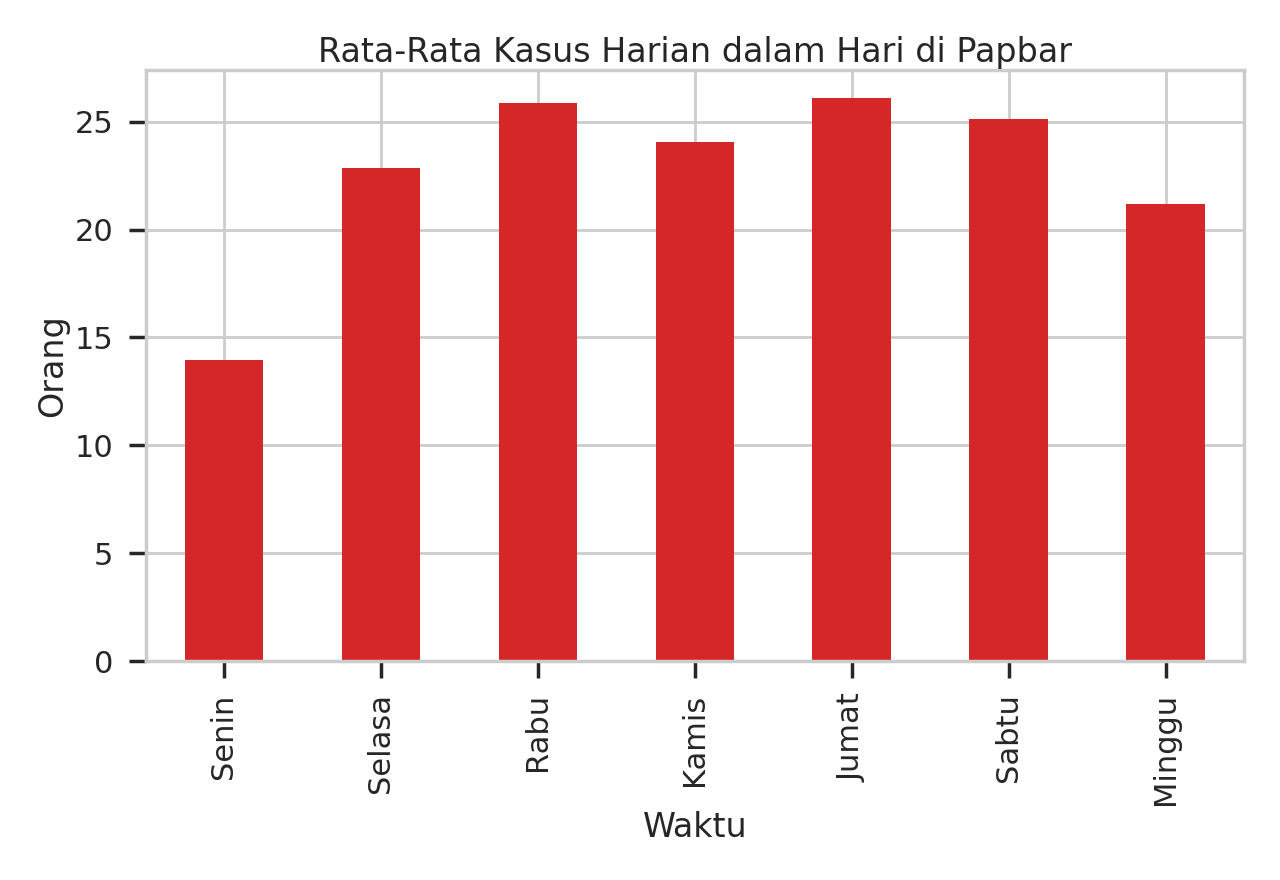 Rata-Rata Kasus Harian dalam Hari di Papbar
Orang
25
20
15
10
5
0
Senin
Selasa
Rabu
Kamis
Jumat
Sabtu
Minggu
Waktu